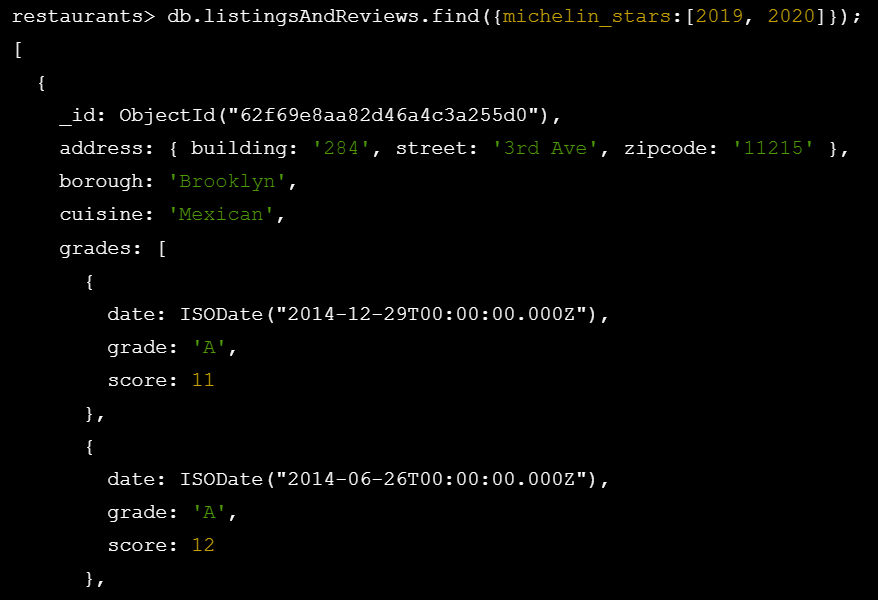 restaurants> db.listingsAndReviews.find({michelin_stars:[2019, 2020]});
[
  {
    _id: ObjectId("62f69e8aa82d46a4c3a255d0"),
    address: { building: '284', street: '3rd Ave', zipcode: '11215' },
    borough: 'Brooklyn',
    cuisine: 'Mexican',
    grades: [
      {
        date: ISODate("2014-12-29T00:00:00.000Z"),
        grade: 'A',
        score: 11
      },
      {
        date: ISODate("2014-06-26T00:00:00.000Z"),
        grade: 'A',
        score: 12
      },